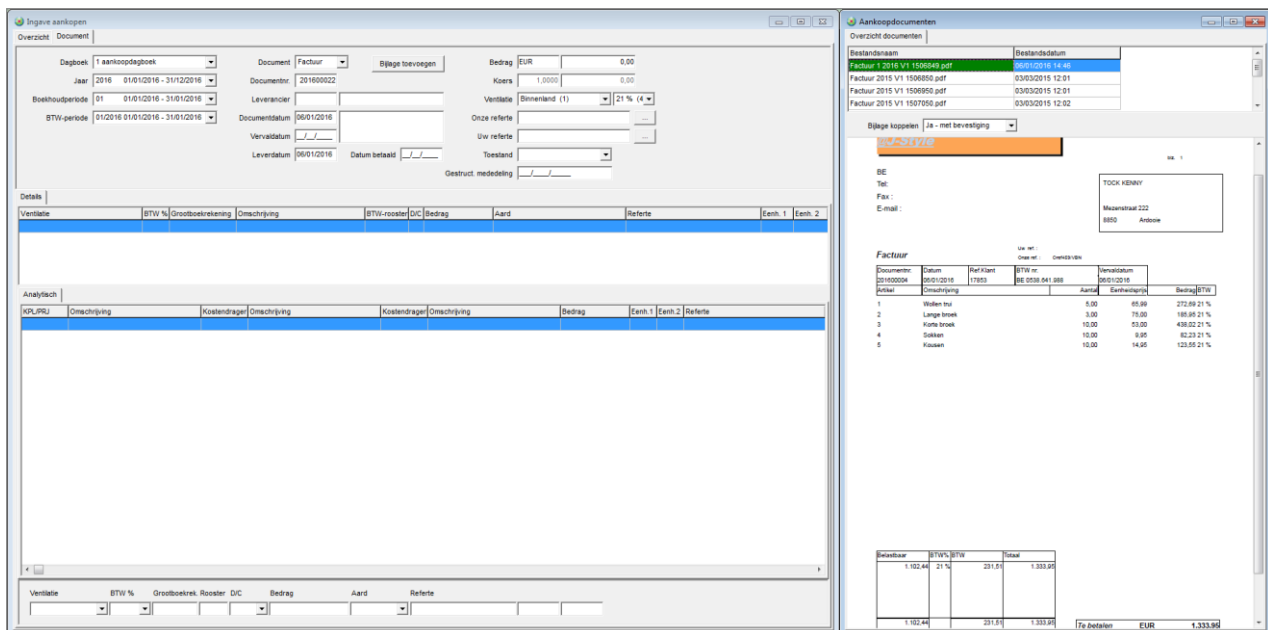 Ingave aankopen
Overzicht Document
Dagboek 1 aankoopdagboek Document Factuur Bijlage toevoegen Bedrag EUR 0,00
Jaar 2016 01/01/2016 - 31/12/2016 Documentnr. 201600022 Koers 1,0000 0,00
Boekhoudperiode 01 01/01/2016 - 31/01/2016 Leverancier Ventilatie Binnenland (1) 21 % (4
BTW-periode 01/2016 01/01/2016 - 31/01/2016 Documentdatum 06/01/2016 Onze referte ...
Vervaldatum _/_/__ Uw referte ...
Leverdatum 06/01/2016 Datum betaald _/_/__ Toestand
Gestruct. mededeling __/__/__
Details
Ventilatie BTW % Grootboekrekening Omschrijving BTW-rooster D/C Bedrag Aard Referte Eenh. 1 Eenh. 2
Analytisch
KPL/PRJ Omschrijving Kostendrager Omschrijving Kostendrager Omschrijving Bedrag Eenh.1 Eenh.2 Referte
Ventilatie BTW % Grootboekrek. Rooster D/C Bedrag Aard Referte
Aankoopdocumenten
Overzicht documenten
Bestandsnaam Bestandsdatum
Factuur 1 2016 V1 1506849.pdf 06/01/2016 14:46
Factuur 2015 V1 1506850.pdf 03/03/2015 12:01
Factuur 2015 V1 1506950.pdf 03/03/2015 12:01
Factuur 2015 V1 1507050.pdf 03/03/2015 12:02
Bijlage koppelen Ja - met bevestiging
BE
Tel:
Fax :
E-mail :
TOCK KENNY
Mezenstraat 222
8850 Ardooie
Uw ref. :
Factuur
Onze ref. :
Documentnr. Datum Ref.Klant BTW nr. Vervaldatum
201600004 06/01/2016 17853 BE 0538.641.988 06/01/2016
Artikel Omschrijving Aantal Eenheidsprijs Bedrag BTW
1 Wollen trui 5,00 65,99 272,69 21 %
2 Lange broek 3,00 75,00 185,95 21 %
3 Korte broek 10,00 53,00 438,02 21 %
4 Sokken 10,00 9,95 82,23 21 %
5 Kousen 10,00 14,95 123,55 21 %
Belastbaar BTW% BTW Totaal
1.102,44 21 % 231,51 1.333,95
1.102,44 231,51 1.333,95
Te betalen EUR 1.333,95